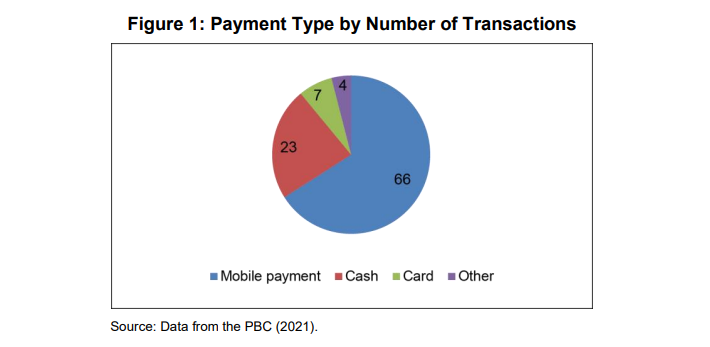 Figure 1: Payment Type by Number of Transactions
4
7
23
66
Mobile payment Cash Card Other
Source: Data from the PBC (2021).